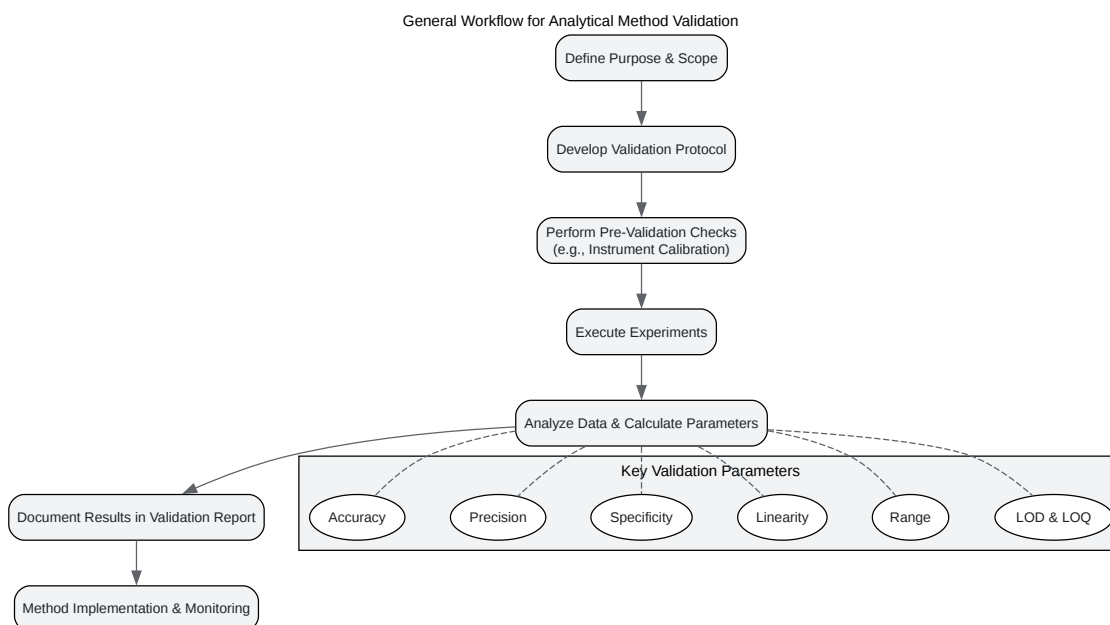 General Workflow for Analytical Method Validation
Define Purpose & Scope
Develop Validation Protocol
Perform Pre-Validation Checks
(e.g., Instrument Calibration)
Execute Experiments
Analyze Data & Calculate Parameters
Key Validation Parameters
Document Results in Validation Report
Accuracy
Precision
Specificity
Linearity
Range
LOD & LOQ
Method Implementation & Monitoring